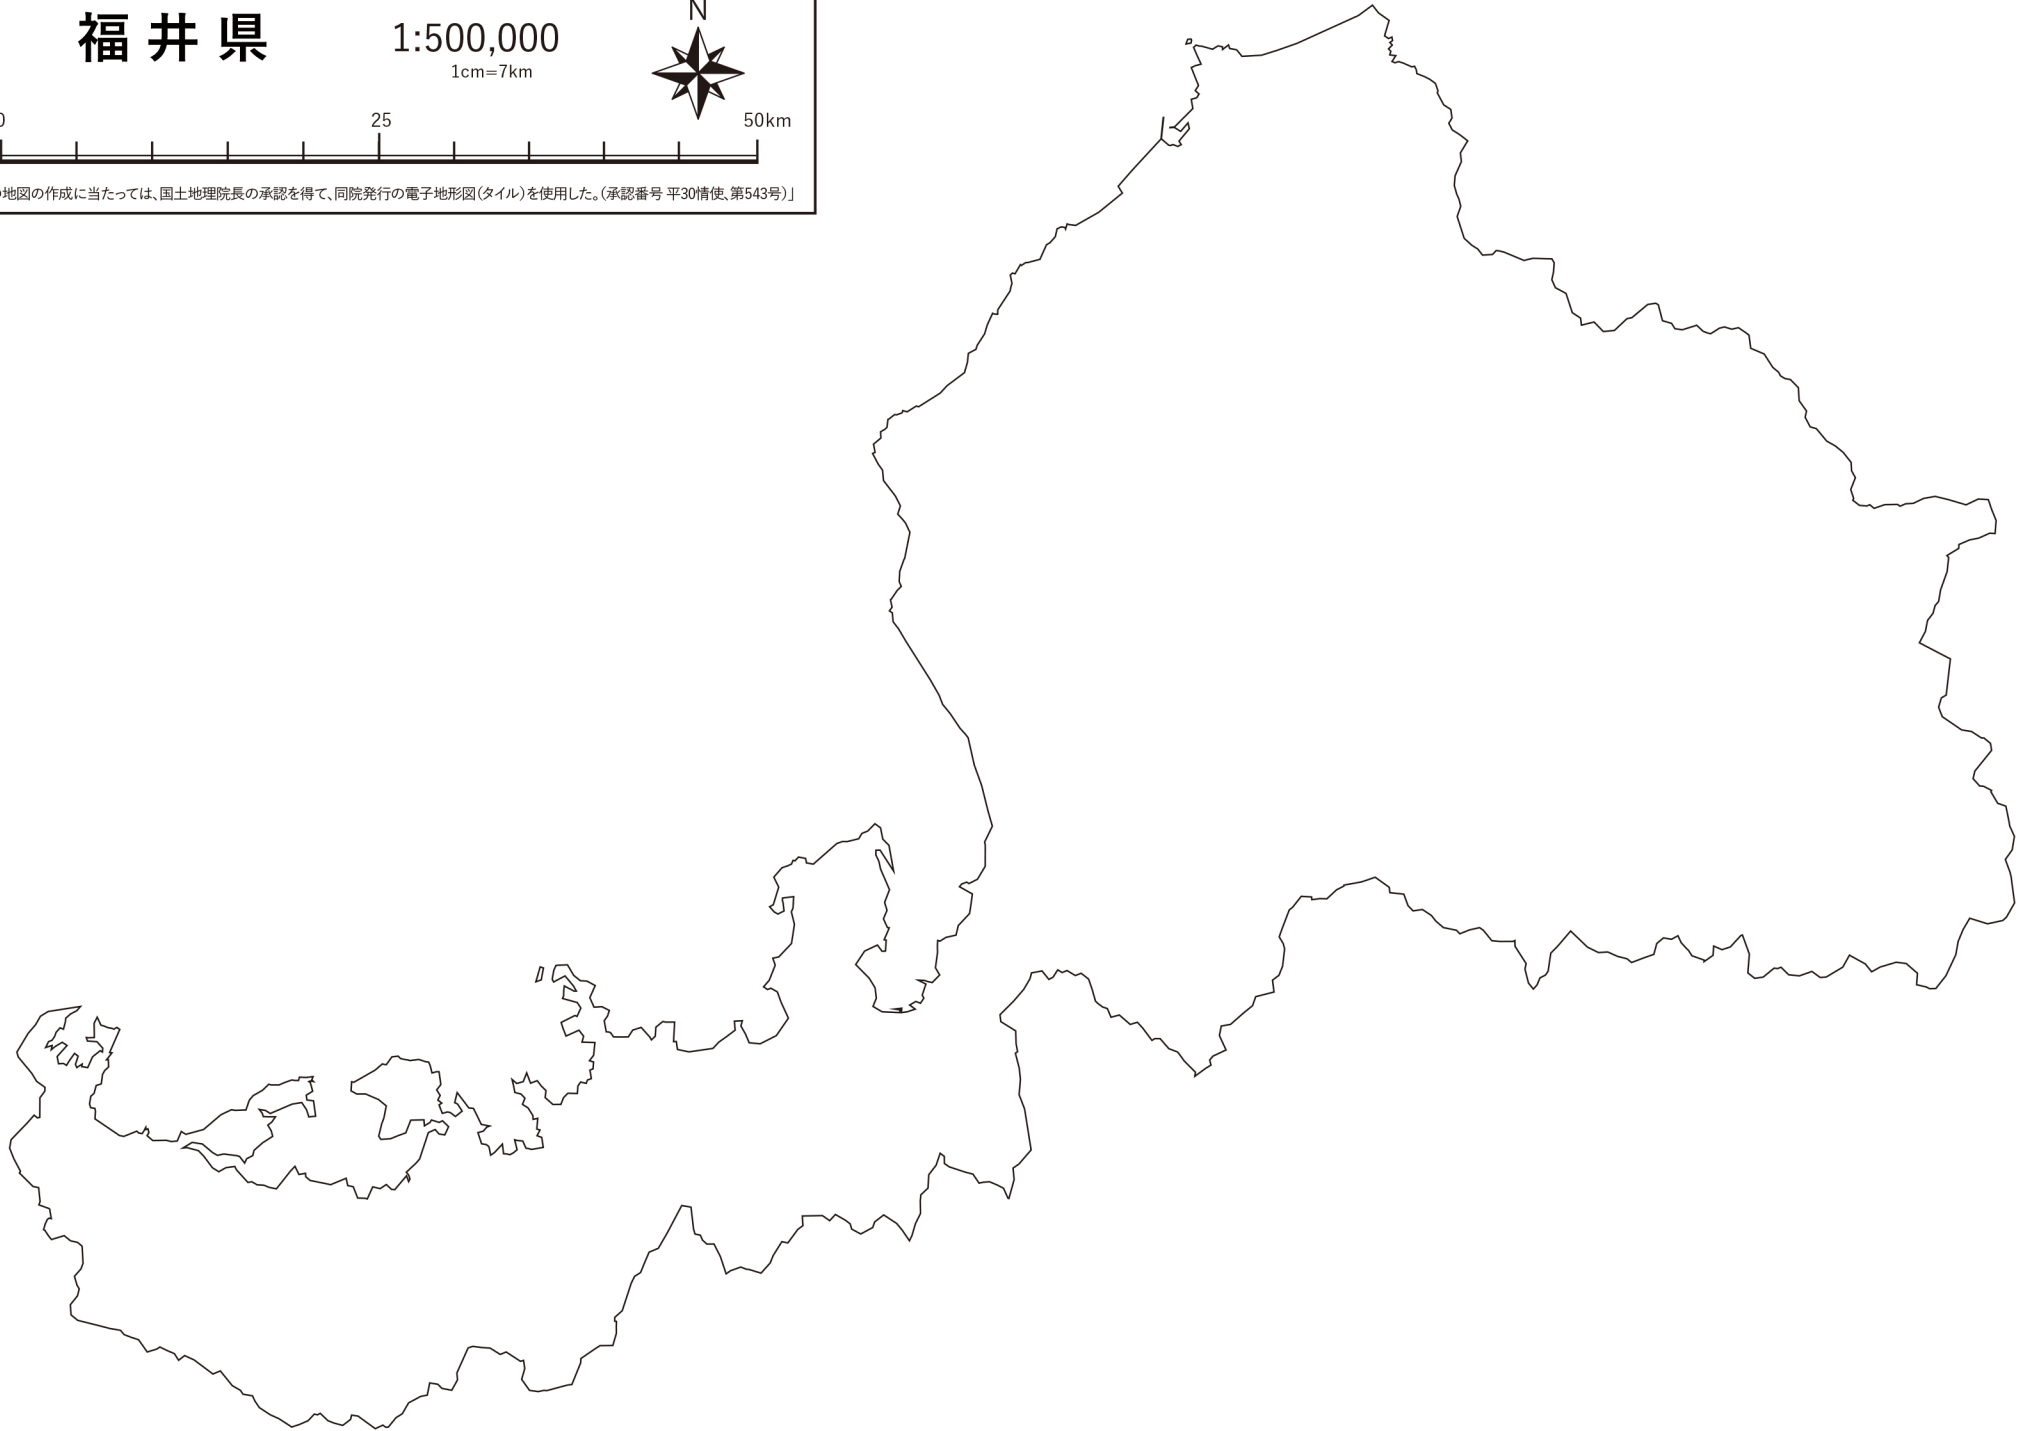 福井県
1:500,000
1cm=7km
N
0 25 50km
の地図の作成に当たっては、国土地理院長の承認を得て、同院発行の電子地形図(タイル)を使用した。(承認番号 平30情使、第543号)」